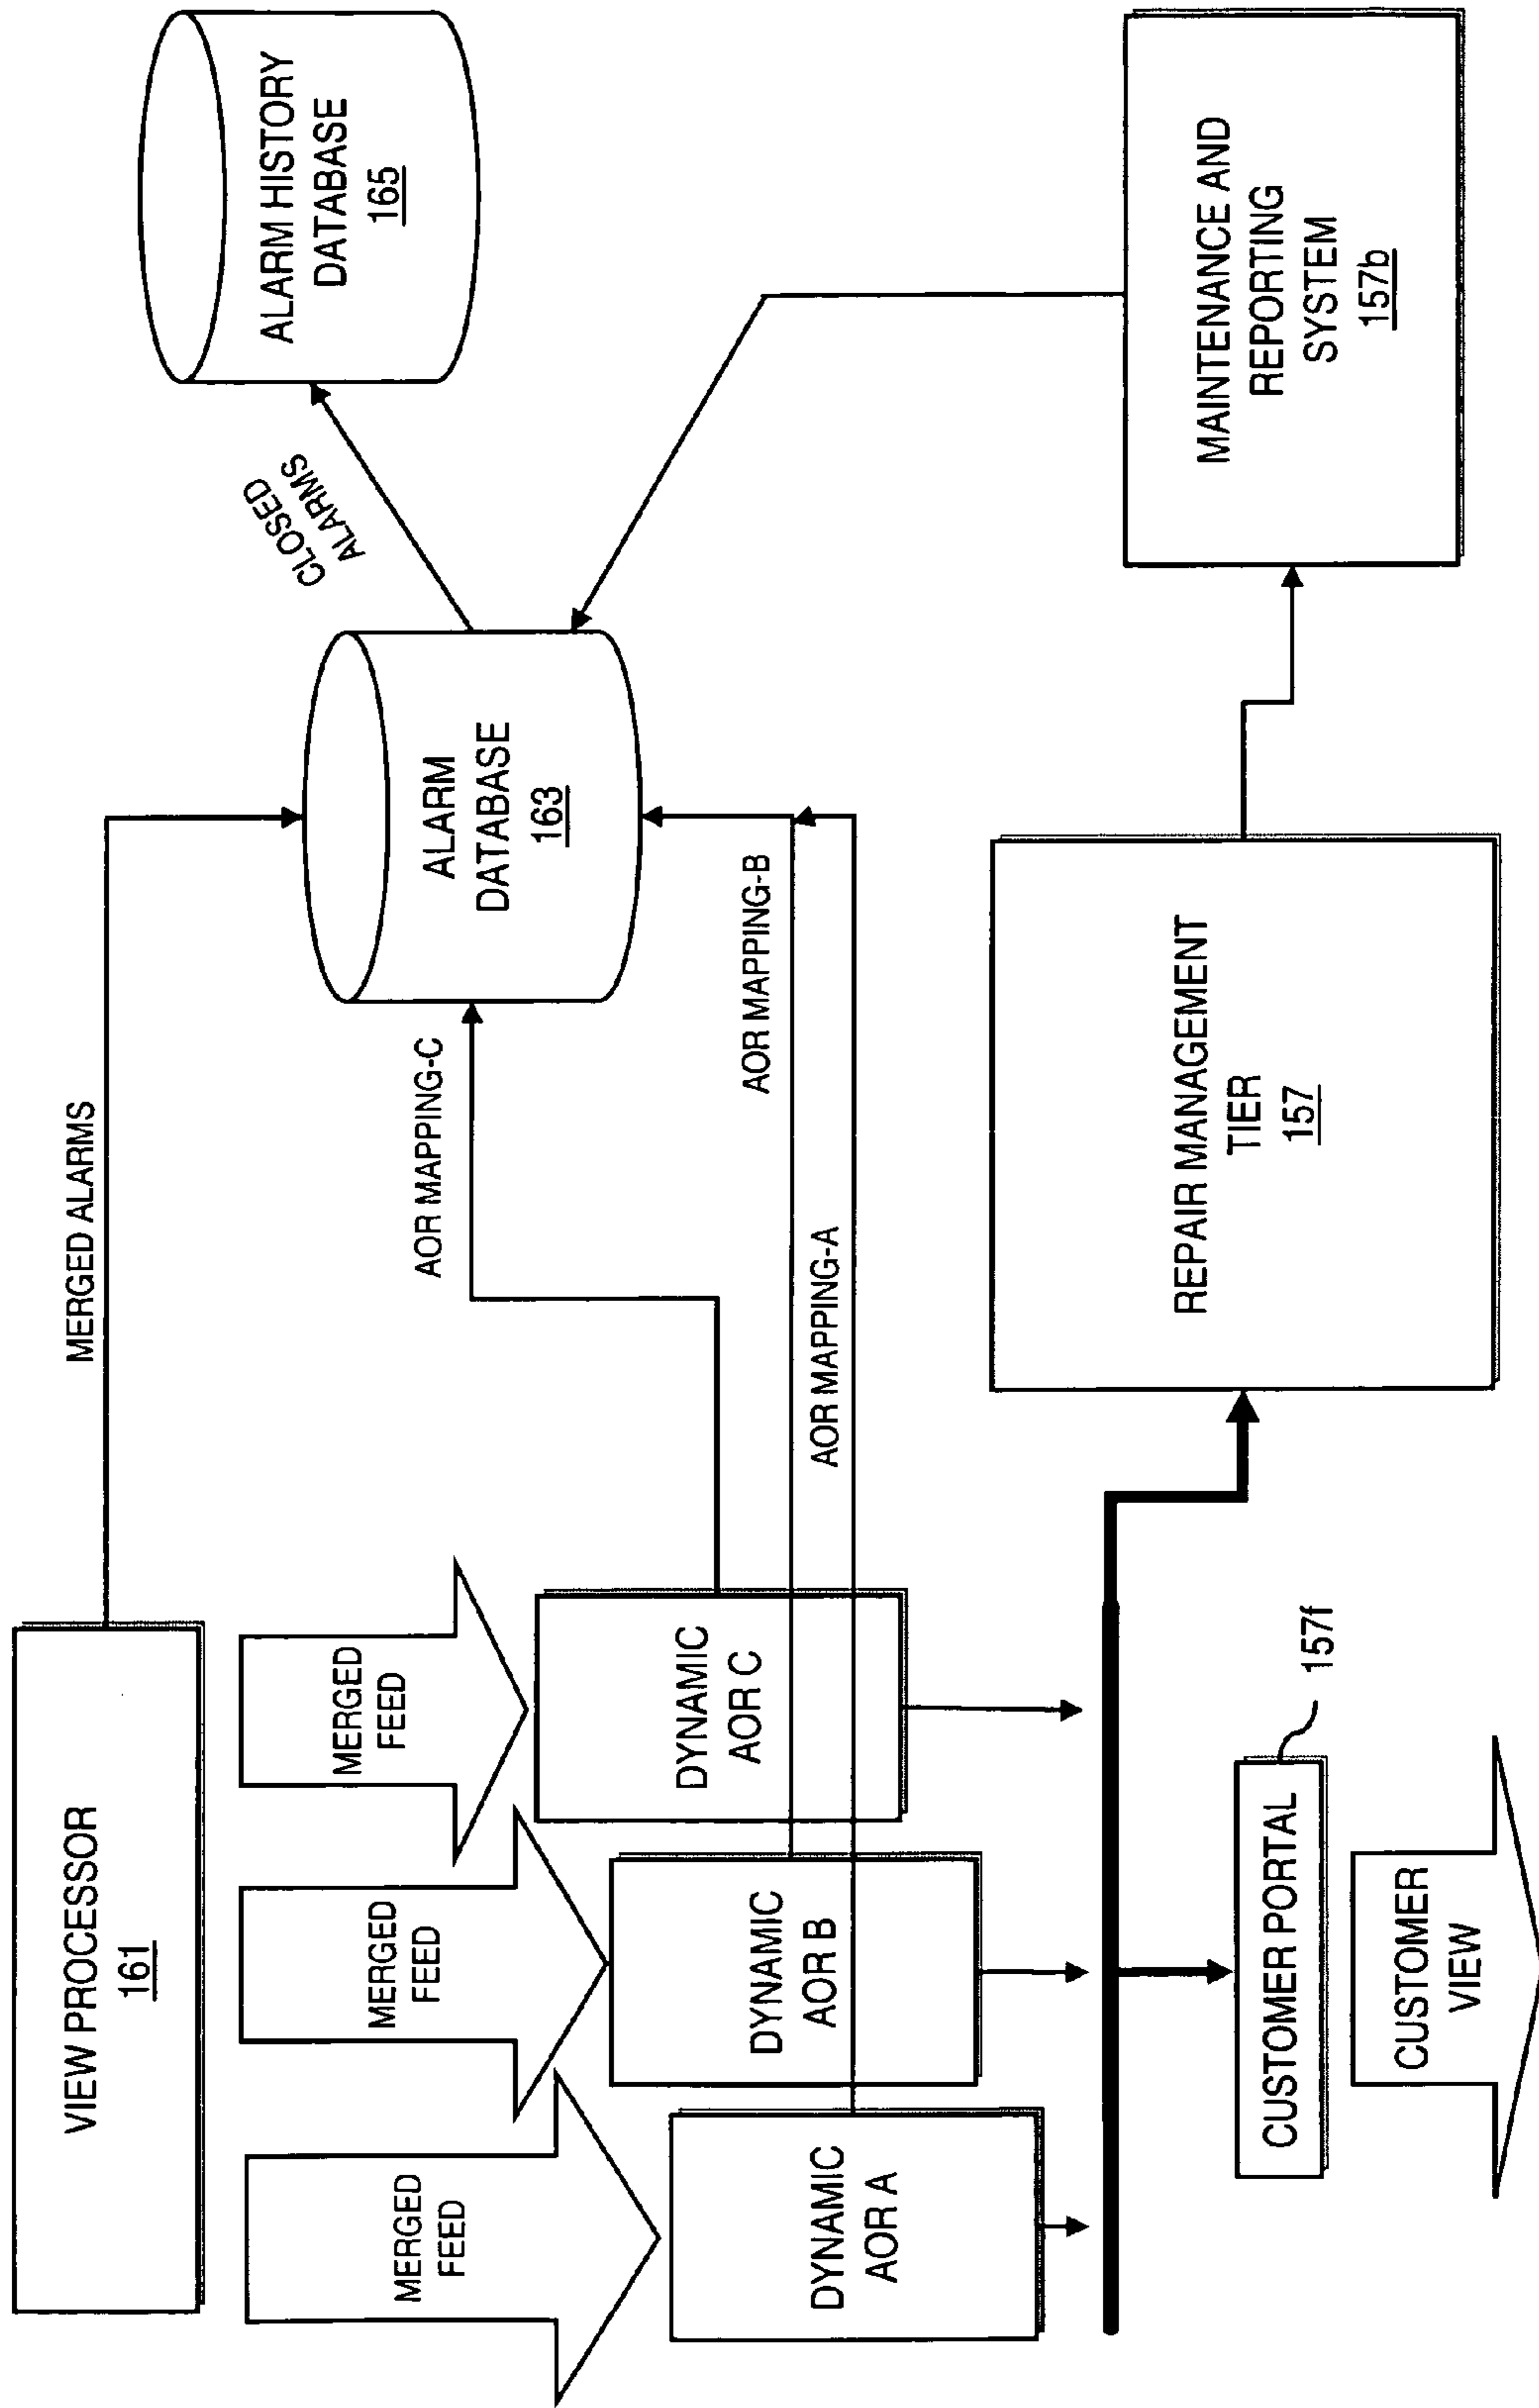 VIEW PROCESSOR
161
MERGED ALARMS
MERGED
FEED
MERGED
FEED
MERGED
FEED
DYNAMIC
AOR A
DYNAMIC
AOR B
DYNAMIC
AOR C
AOR MAPPING-C
AOR MAPPING-B
AOR MAPPING-A
ALARM
DATABASE
163
CLOSED
ALARMS
ALARM HISTORY
DATABASE
165
CUSTOMER PORTAL
157f
CUSTOMER
VIEW
REPAIR MANAGEMENT
TIER
157
MAINTENANCE AND
REPORTING
SYSTEM
157b